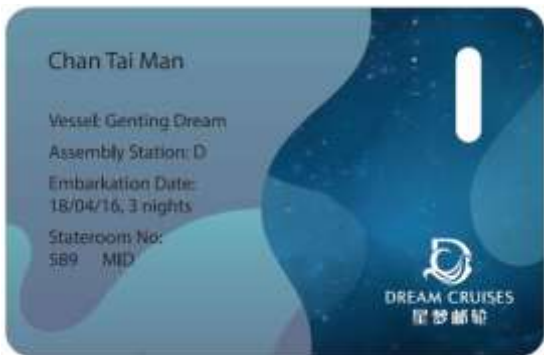 Chan Tai Man
Vessel: Genting Dream
Assembly Station: D
Embarkation Date:
18/04/16, 3 nights
Stateroom No:
589 MID
DREAM CRUISES
星梦邮轮